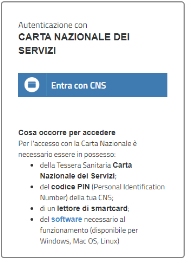 Autenticazione con
CARTA NAZIONALE DEI
SERVIZI
Entra con CNS
Cosa occorre per accedere
Per l'accesso con la Carta Nazionale è
necessario essere in possesso:
• della Tessera Sanitaria Carta
Nazionale dei Servizi;
• del codice PIN (Personal Identification
Number) della tua CNS;
• di un lettore di smartcard;
• del software necessario al
funzionamento (disponibile per
Windows, Mac OS, Linux)